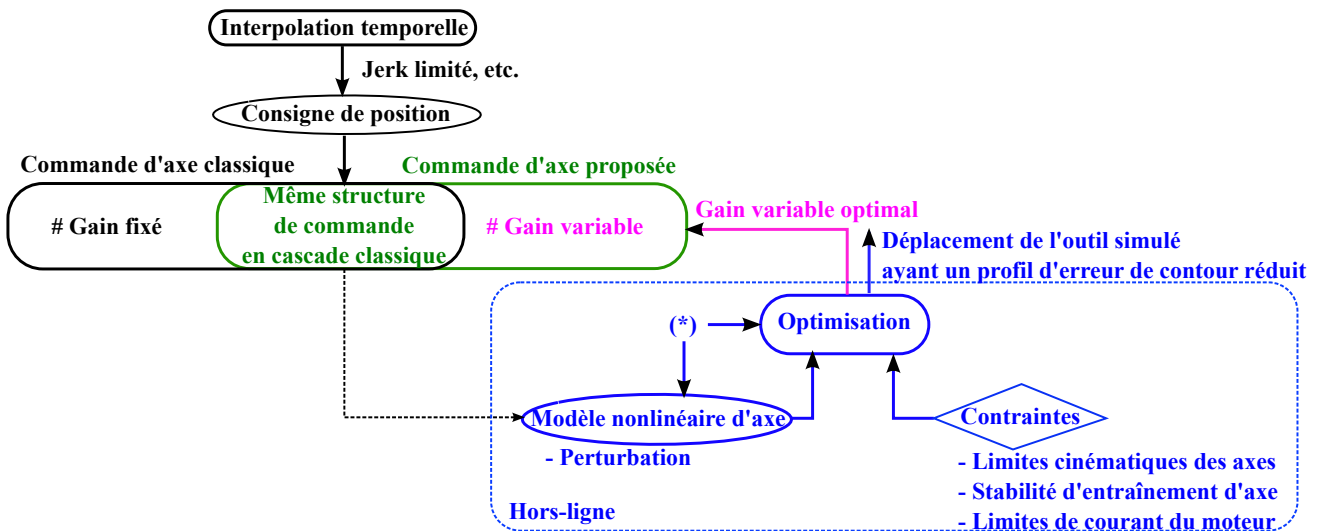 Interpolation temporelle
Jerk limité, etc.
Consigne de position
Commande d'axe classique
Commande d'axe proposée
# Gain fixé
Même structure
de commande
en cascade classique
# Gain variable
Gain variable optimal
Déplacement de l'outil simulé
ayant un profil d'erreur de contour réduit
(*)
Optimisation
Modèle nonlinéaire d'axe
- Perturbation
Contraintes
- Limites cinématiques des axes
- Stabilité d'entraînement d'axe
- Limites de courant du moteur
Hors-ligne